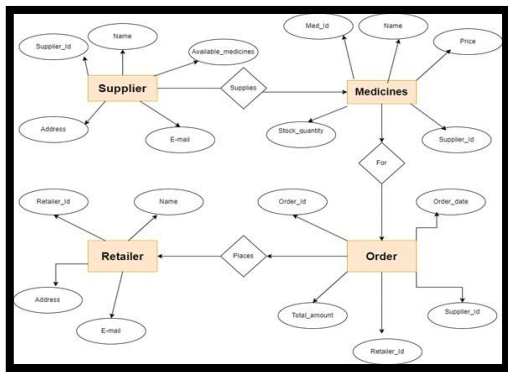 Name
Med_Id
Name
Supplier_Id
Available_medicines
Price
Supplier
Supplies
Medicines
Address
E-mail
Stock_quantity
Supplier_Id
For
Retailer_Id
Name
Order_Id
Order_date
Retailer
Places
Order
Address
E-mail
Total_amount
Supplier_Id
Retailer_Id